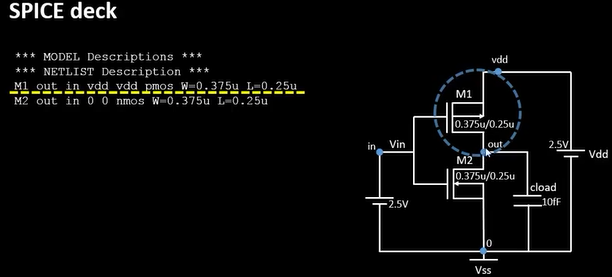 SPICE deck
*** MODEL Descriptions ***
*** NETLIST Description ***
M1 out in vdd vdd pmos W=0.375u L=0.25u
M2 out in 0 0 nmos W=0.375u L=0.25u
vdd
M1
0.375u/0.25u
in
Vin
out
2.5V
Vdd
M2
0.375u/0.25u
cload
10fF
2.5V
0
Vss